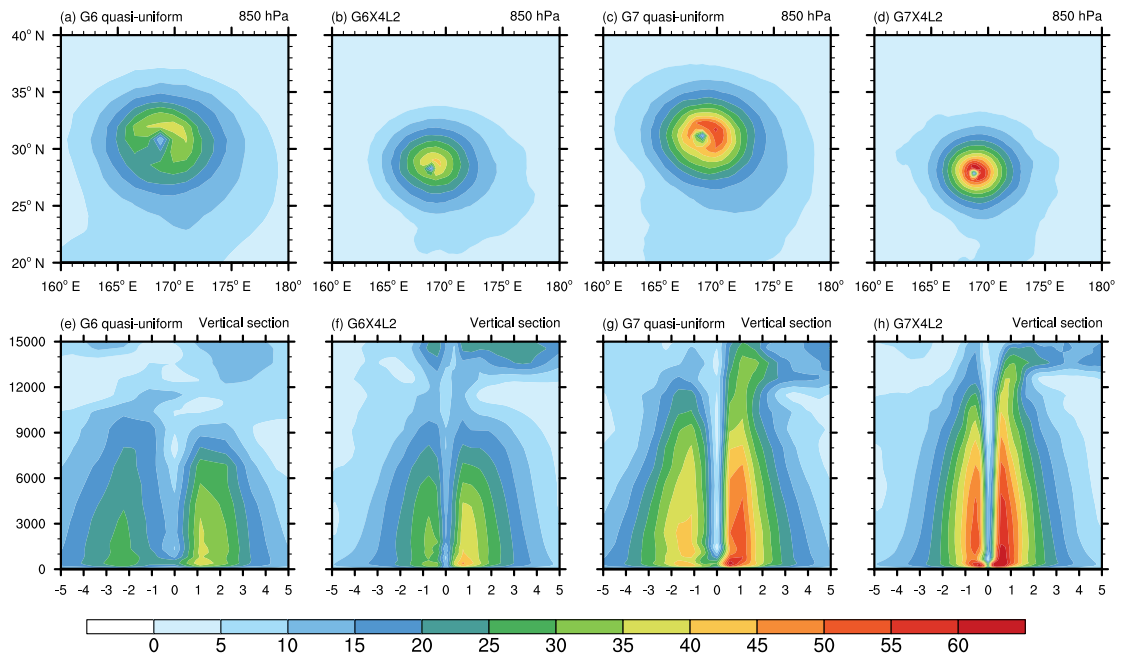 (a) G6 quasi-uniform 850 hPa (b) G6X4L2 850 hPa (c) G7 quasi-uniform 850 hPa (d) G7X4L2 850 hPa
40° N
35° N
30° N
25° N
20° N
160° E 165° E 170° E 175° E 180° 160° E 165° E 170° E 175° E 180° 160° E 165° E 170° E 175° E 180° 160° E 165° E 170° E 175° E 180°
(e) G6 quasi-uniform Vertical section (f) G6X4L2 Vertical section (g) G7 quasi-uniform Vertical section (h) G7X4L2 Vertical section
15000
12000
9000
6000
3000
0
-5 -4 -3 -2 -1 0 1 2 3 4 5 -5 -4 -3 -2 -1 0 1 2 3 4 5 -5 -4 -3 -2 -1 0 1 2 3 4 5 -5 -4 -3 -2 -1 0 1 2 3 4 5
0 5 10 15 20 25 30 35 40 45 50 55 60